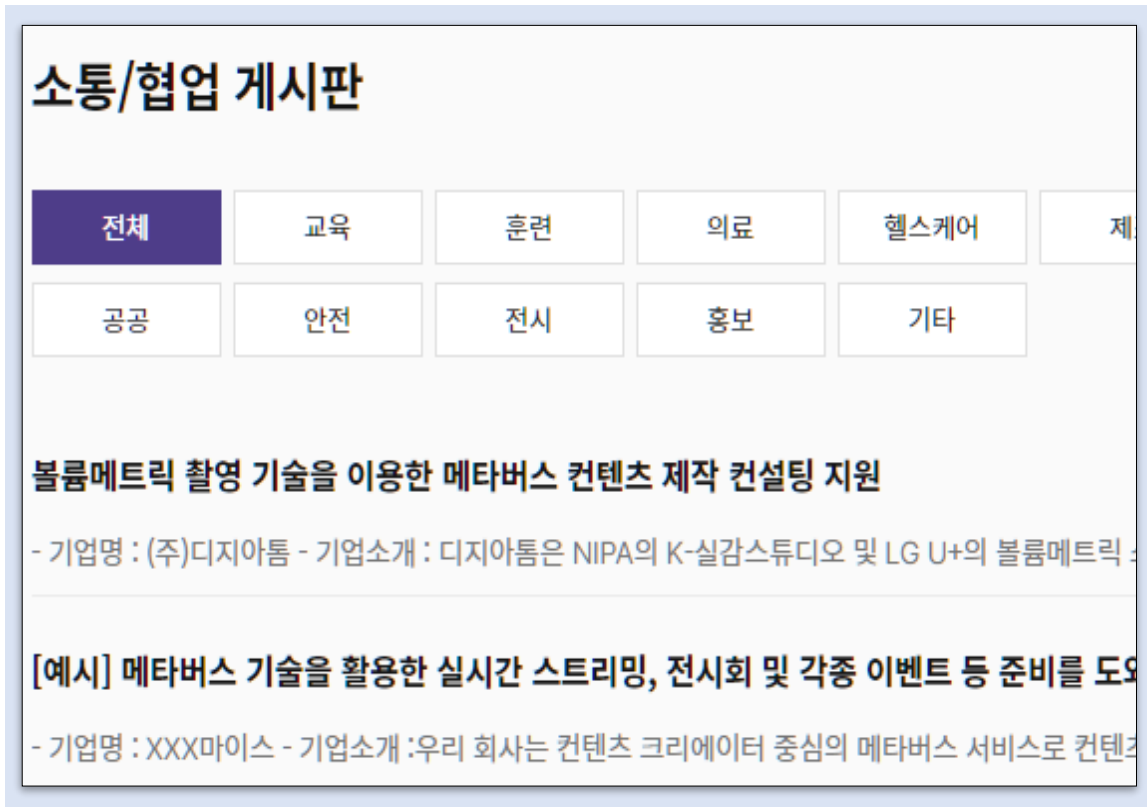 소통/협업 게시판
전체 교육 훈련 의료 헬스케어
공공 안전 전시 홍보 기타
볼륨메트릭 촬영 기술을 이용한 메타버스 컨텐츠 제작 컨설팅 지원
- 기업명 : (주)디지아톰 - 기업소개 : 디지아톰은 NIPA의 K-실감스튜디오 및 LG U+의 볼륨메트릭
[예시] 메타버스 기술을 활용한 실시간 스트리밍, 전시회 및 각종 이벤트 등 준비를
- 기업명 : XXX마이스 - 기업소개 :우리 회사는 컨텐츠 크리에이터 중심의 메타버스 서비스로